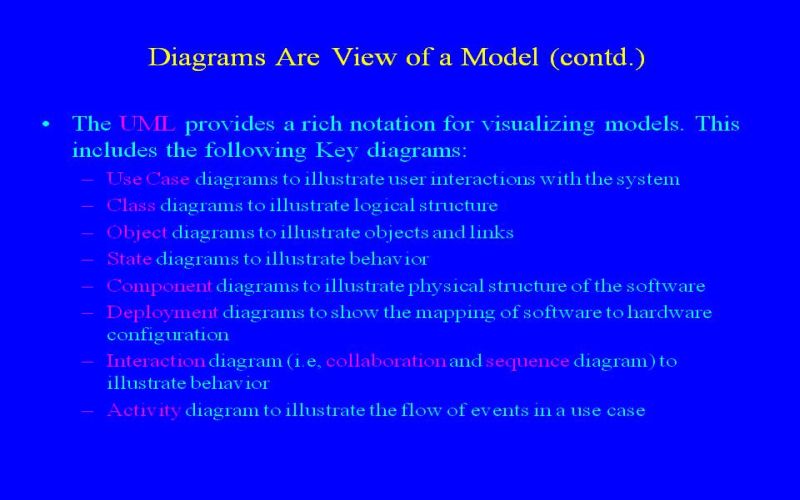 Diagrams Are View of a Model (contd.)
• The UML provides a rich notation for visualizing models. This
includes the following Key diagrams:
– Use Case diagrams to illustrate user interactions with the system
– Class diagrams to illustrate logical structure
– Object diagrams to illustrate objects and links
– State diagrams to illustrate behavior
– Component diagrams to illustrate physical structure of the software
– Deployment diagrams to show the mapping of software to hardware
configuration
– Interaction diagram (i.e, collaboration and sequence diagram) to
illustrate behavior
– Activity diagram to illustrate the flow of events in a use case